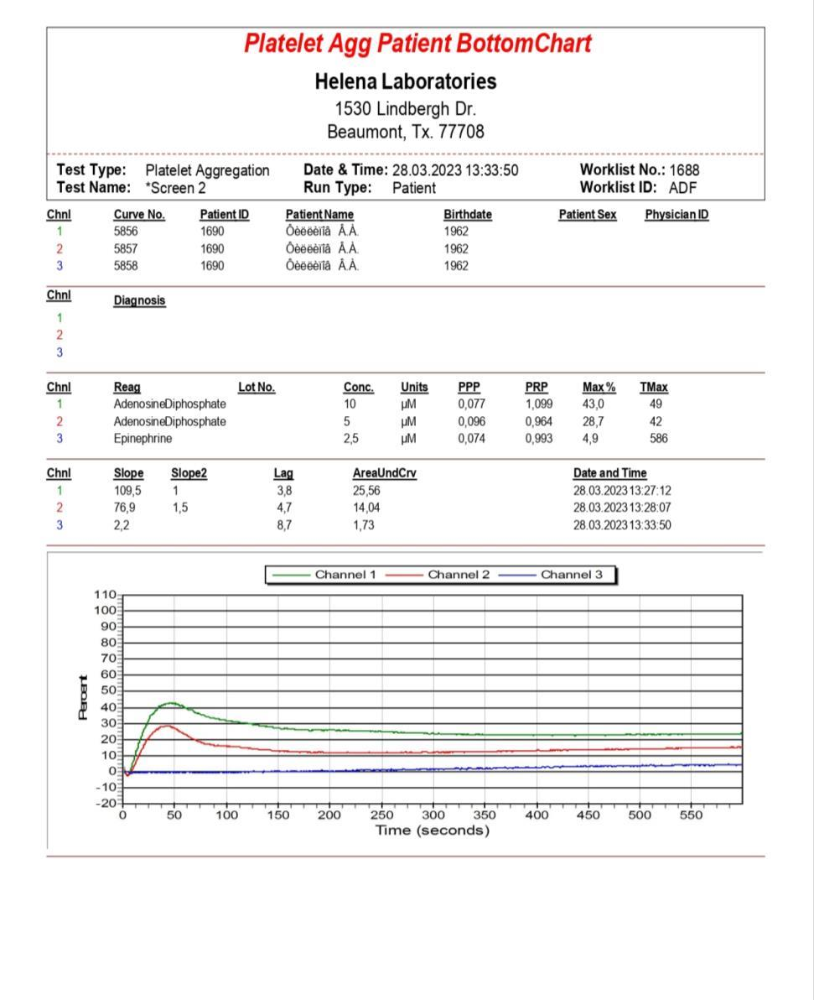 Platelet Agg Patient BottomChart
Helena Laboratories
1530 Lindbergh Dr.
Beaumont, Tx. 77708
Test Type: Platelet Aggregation Date & Time: 28.03.2023 13:33:50 Worklist No.: 1688
Test Name: *Screen 2 Run Type: Patient Worklist ID: ADF
Chnl Curve No. Patient ID Patient Name Birthdate Patient Sex Physician ID
1 5856 1690 Ôèëëèïîâ Â.À. 1962
2 5857 1690 Ôèëëèïîâ Â.À. 1962
3 5858 1690 Ôèëëèïîâ Â.À. 1962
Chnl Diagnosis
1
2
3
Chnl Reag Lot No. Conc. Units PPP PRP Max % TMax
1 AdenosineDiphosphate 10 µM 0,077 1,099 43,0 49
2 AdenosineDiphosphate 5 µM 0,096 0,964 28,7 42
3 Epinephrine 2,5 µM 0,074 0,993 4,9 586
Chnl Slope Slope2 Lag AreaUndCrv Date and Time
1 109,5 1 3,8 25,56 28.03.2023 13:27:12
2 76,9 1,5 4,7 14,04 28.03.2023 13:28:07
3 2,2 8,7 1,73 28.03.2023 13:33:50
Channel 1 Channel 2 Channel 3
110
100
90
80
70
60
50
40
30
20
10
0
-10
-20
Percent
0 50 100 150 200 250 300 350 400 450 500 550
Time (seconds)